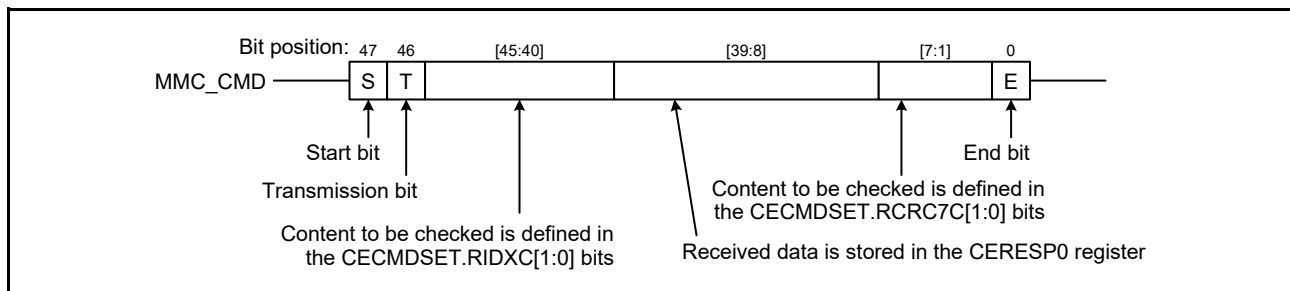 Bit position: 47 46 [45:40] [39:8] [7:1] 0
MMC_CMD S T E
Start bit End bit
Transmission bit
Content to be checked is defined in
the CECMDSET.RCRC7C[1:0] bits
Content to be checked is defined in
the CECMDSET.RIDXC[1:0] bits
Received data is stored in the CERESP0 register